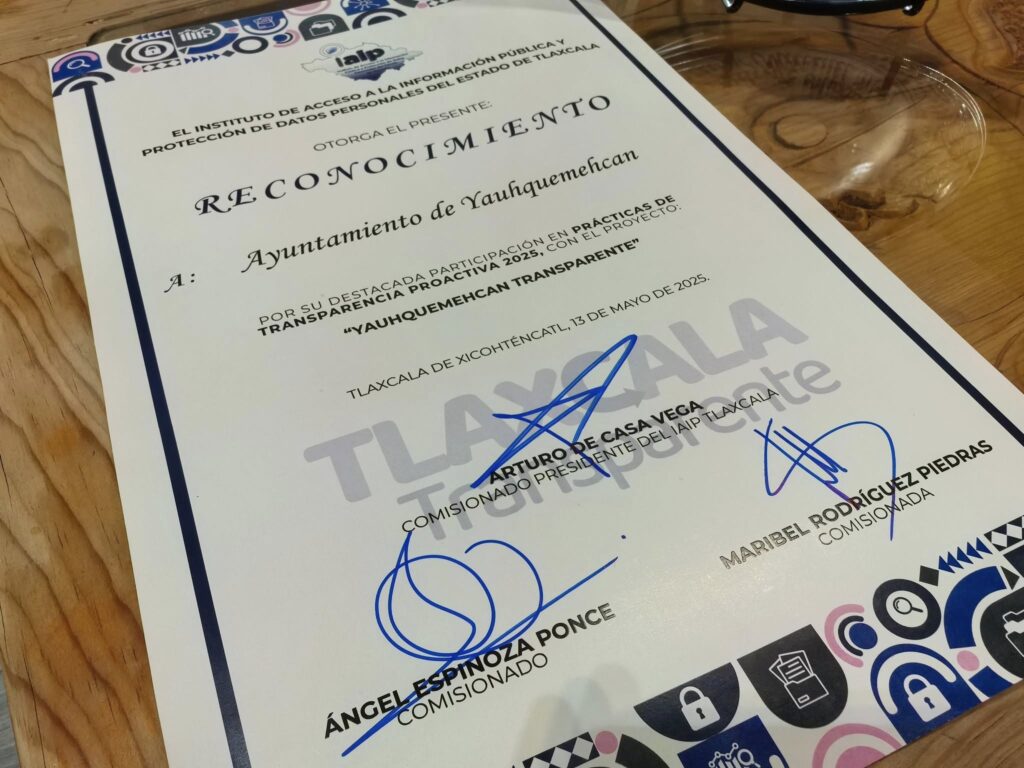 iaip
EL INSTITUTO DE ACCESO A LA INFORMACIÓN PÚBLICA Y
PROTECCIÓN DE DATOS PERSONALES DEL ESTADO DE TLAXCALA
OTORGA EL PRESENTE:
RECONOCIMIENTO
A: Ayuntamiento de Yauhquemehcan
POR SU DESTACADA PARTICIPACIÓN EN PRÁCTICAS DE
TRANSPARENCIA PROACTIVA 2025, CON EL PROYECTO:
“YAUHQUEMEHCAN TRANSPARENTE”
TLAXCALA DE XICOHTÉNCATL, 13 DE MAYO DE 2025.
TLAXCALA
Transparente
ARTURO DE CASA VEGA
COMISIONADO PRESIDENTE DEL IAIP TLAXCALA
MARIBEL RODRÍGUEZ PIEDRAS
COMISIONADA
ÁNGEL ESPINOZA PONCE
COMISIONADO